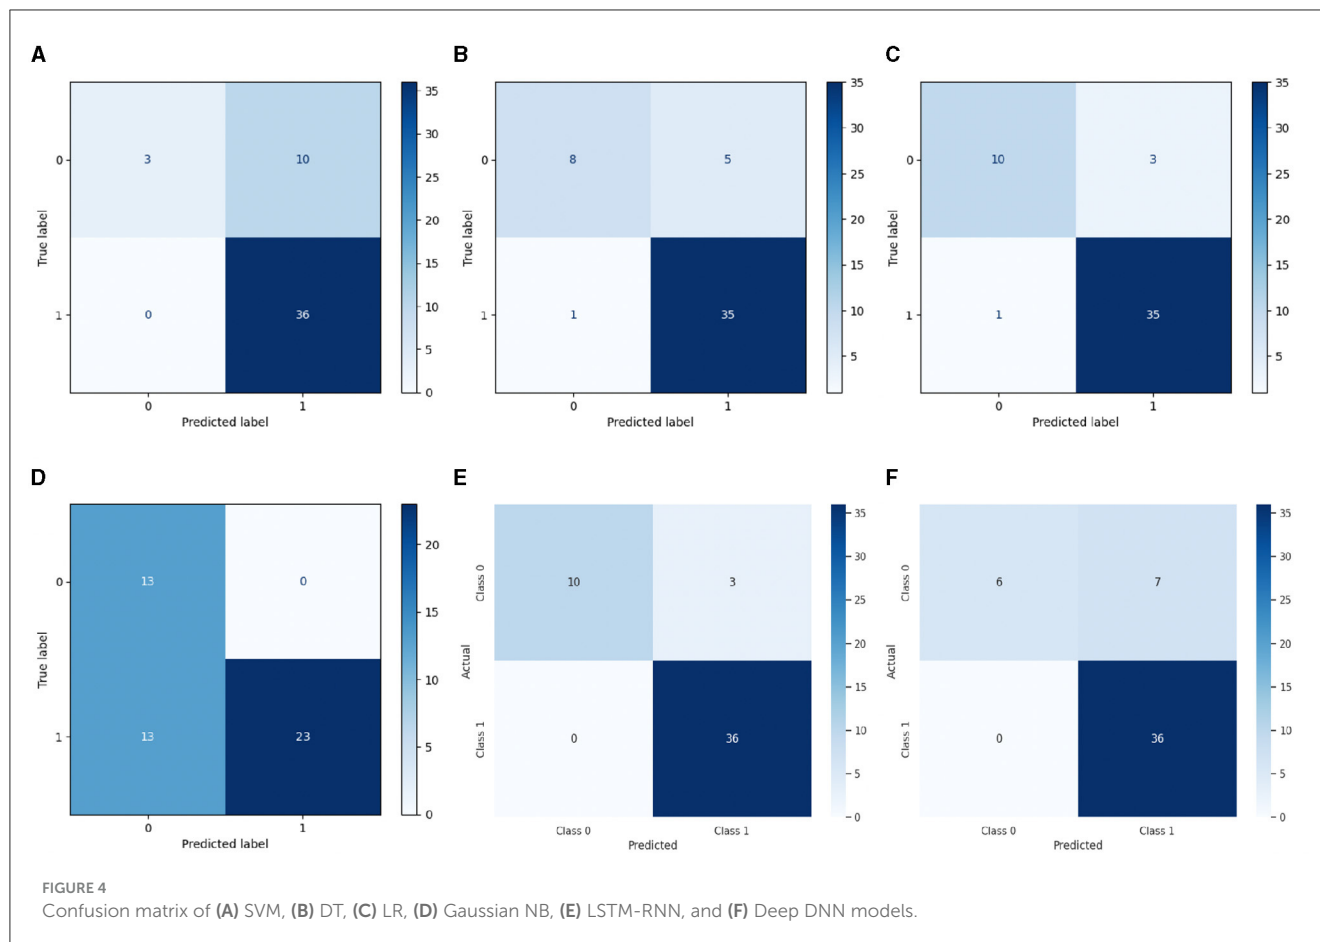 A
3 10
0 36
0
1
0 1
True label
Predicted label
35
30
25
20
15
10
5
0
B
8 5
1 35
0
1
0 1
True label
Predicted label
35
30
25
20
15
10
5
C
10 3
1 35
0
1
0 1
True label
Predicted label
35
30
25
20
15
10
5
D
13 0
13 23
0
1
0 1
True label
Predicted label
20
15
10
5
0
E
10 3
0 36
Class 0
Class 1
Class 0 Class 1
Actual
Predicted
35
30
25
20
15
10
5
0
F
6 7
0 36
Class 0
Class 1
Class 0 Class 1
Actual
Predicted
35
30
25
20
15
10
5
0
FIGURE 4
Confusion matrix of (A) SVM, (B) DT, (C) LR, (D) Gaussian NB, (E) LSTM-RNN, and (F) Deep DNN models.